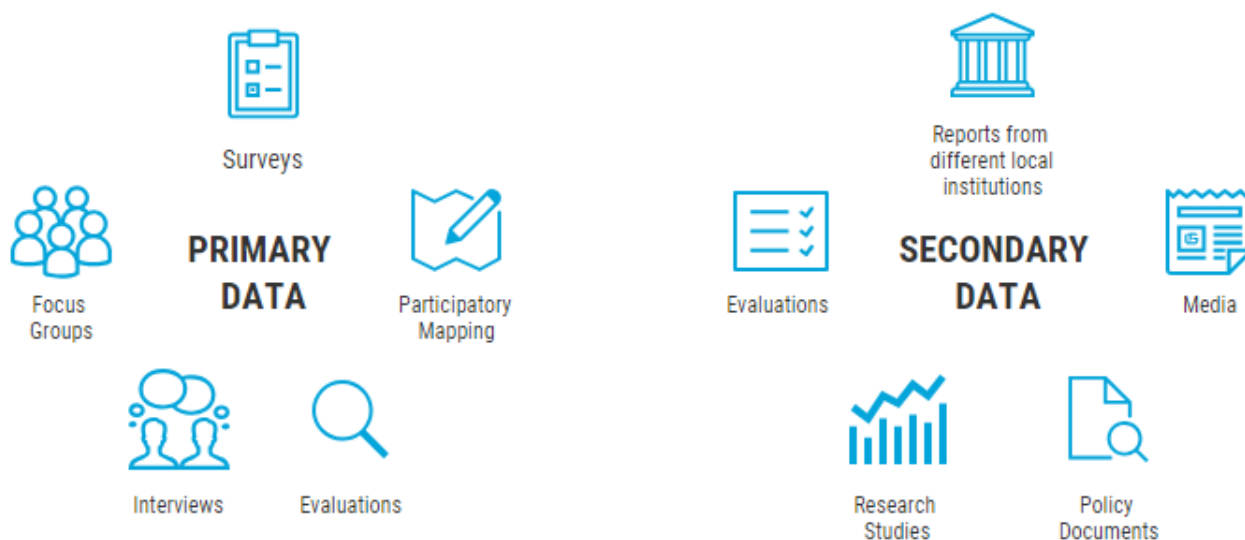 Surveys
Focus
Groups
PRIMARY
DATA
Participatory
Mapping
Interviews
Evaluations
Reports from
different local
institutions
Evaluations
SECONDARY
DATA
Media
Research
Studies
Policy
Documents